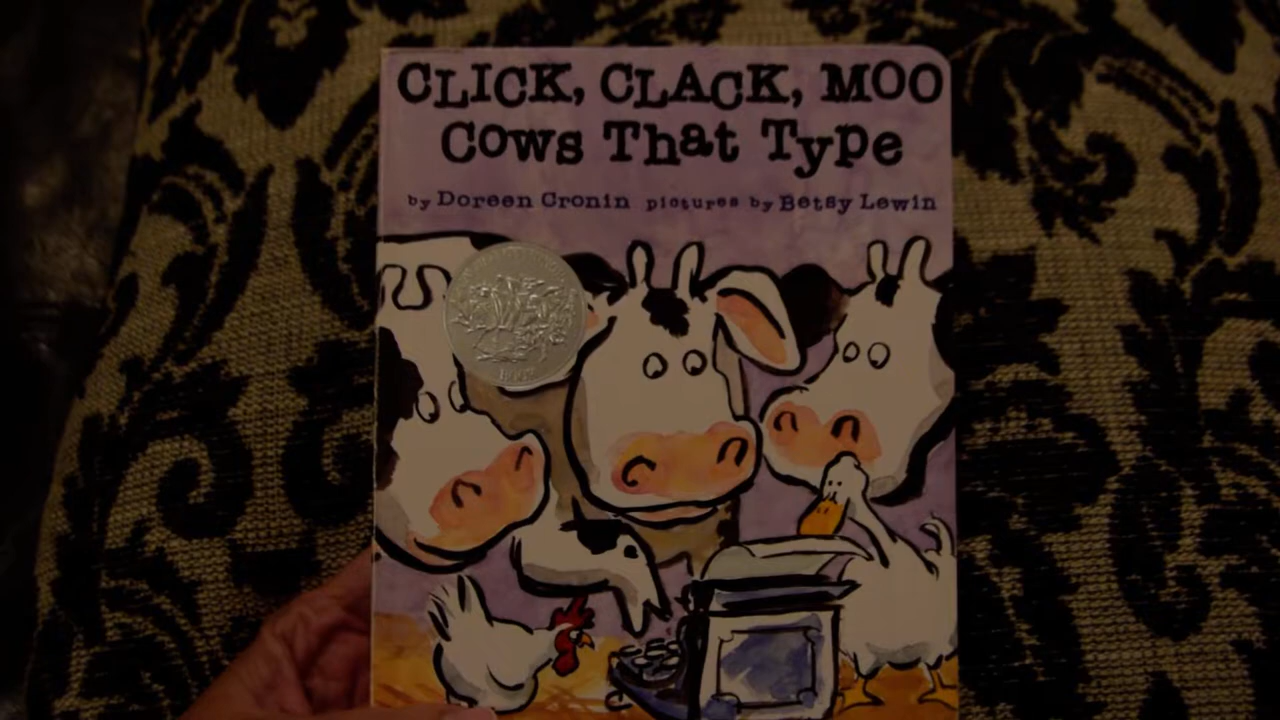 CLICK, CLACK, MOO
Cows That Type
by Doreen Cronin pictures by Betsy Lewin